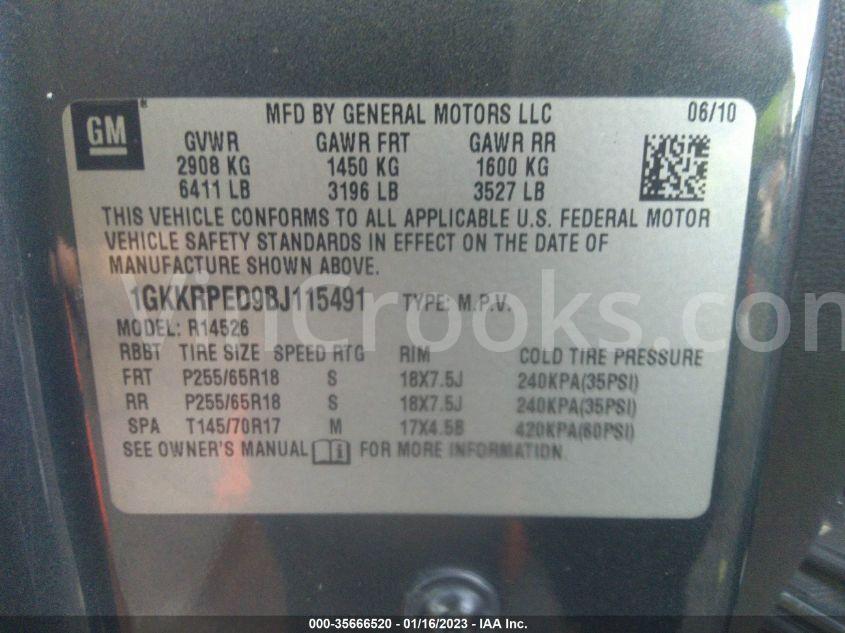 GM
MFD BY GENERAL MOTORS LLC 06/10
GVWR GAWR FRT GAWR RR
2908 KG 1450 KG 1600 KG
6411 LB 3196 LB 3527 LB
THIS VEHICLE CONFORMS TO ALL APPLICABLE U.S. FEDERAL MOTOR
VEHICLE SAFETY STANDARDS IN EFFECT ON THE DATE OF
MANUFACTURE SHOWN ABOVE.
1GKKRPED9BJ115491 TYPE: M.P.V.
VinCrooks.com
MODEL: R14526
RBBT TIRE SIZE SPEED RTG RIM COLD TIRE PRESSURE
FRT P255/65R18 S 18X7.5J 240KPA(35PSI)
RR P255/65R18 S 18X7.5J 240KPA(35PSI)
SPA T145/70R17 M 17X4.5B 420KPA(60PSI)
SEE OWNER'S MANUAL i FOR MORE INFORMATION
000-35666520 / 01/16/2023 - IAA Inc.